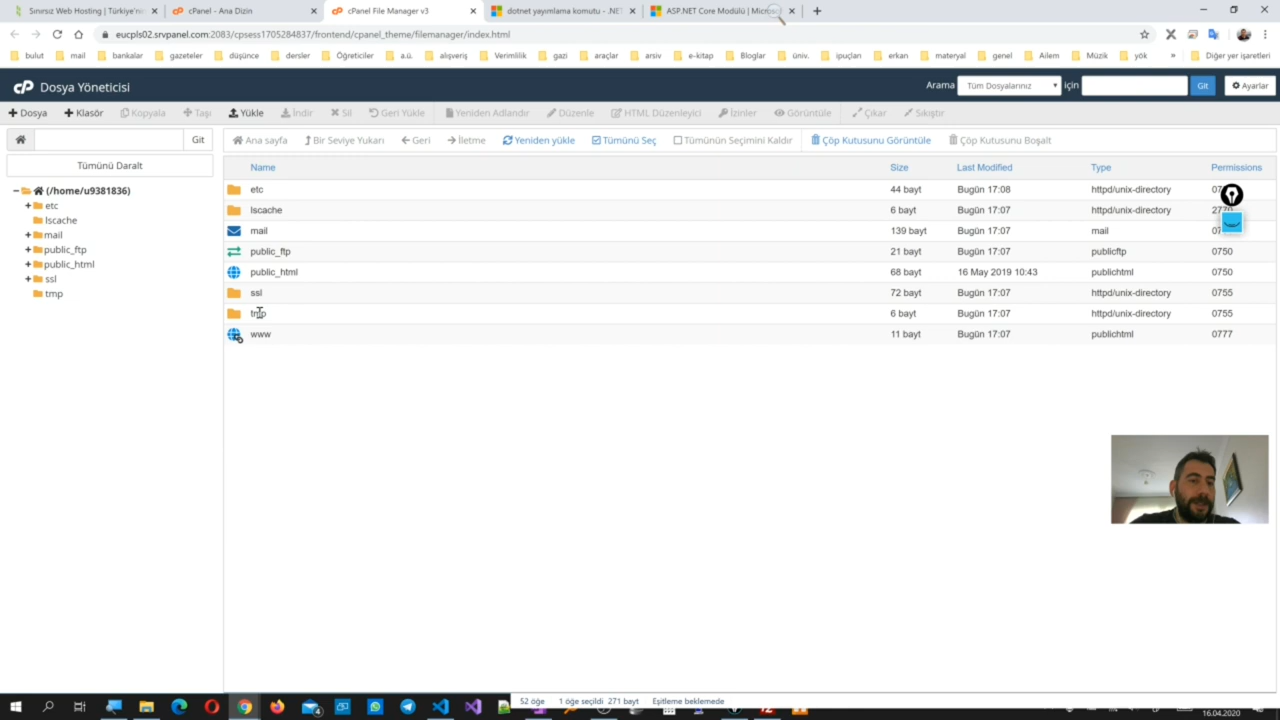 Sınırsız Web Hosting | Türkiye'nin
cPanel - Ana Dizin
cPanel File Manager v3
dotnet yayımlama komutu - .NET
ASP.NET Core Modülü | Micros
eucpls02.srvpanel.com:2083/cpsess1705284837/frontend/cpanel_theme/filemanager/index.html
bulut mail bankalar gazeteler düşünce dersler Öğreticiler a.ü. alışveriş Verimlilik gazi araçlar arsiv e-kitap Bloglar üniv. ipuçları erkan materyal genel Ailem Müzik yök » Diğer yer işaretleri
cP Dosya Yöneticisi
Arama Tüm Dosyalarınız için Git Ayarlar
Dosya Klasör Kopyala Taşı Yükle İndir Sil Geri Yükle Yeniden Adlandır Düzenle HTML Düzenleyici İzinler Görüntüle Çıkar Sıkıştır
Git
Ana sayfa Bir Seviye Yukarı Geri İletme Yeniden yükle Tümünü Seç Tümünün Seçimini Kaldır Çöp Kutusunu Görüntüle Çöp Kutusunu Boşalt
Tümünü Daralt
(/home/u9381836)
etc
lscache
mail
public_ftp
public_html
ssl
tmp
Name Size Last Modified Type Permissions
etc 44 bayt Bugün 17:08 httpd/unix-directory
lscache 6 bayt Bugün 17:07 httpd/unix-directory
mail 139 bayt Bugün 17:07 mail
public_ftp 21 bayt Bugün 17:07 publicftp 0750
public_html 68 bayt 16 May 2019 10:43 publichtml 0750
ssl 72 bayt Bugün 17:07 httpd/unix-directory 0755
tmp 6 bayt Bugün 17:07 httpd/unix-directory 0755
www 11 bayt Bugün 17:07 publichtml 0777
52 öğe 1 öğe seçildi 271 bayt Eşitleme beklemede
16.04.2020